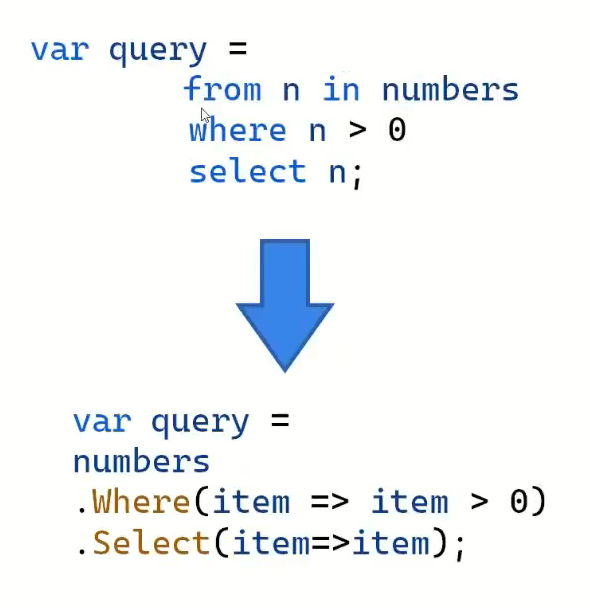 var query =
from n in numbers
where n > 0
select n;
var query =
numbers
.Where(item => item > 0)
.Select(item=>item);